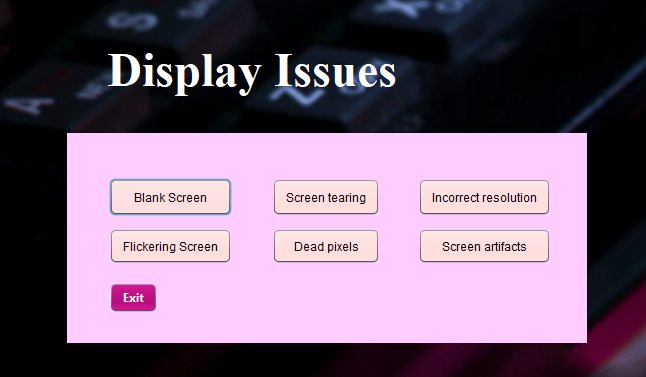 Display Issues
Blank Screen
Screen tearing
Incorrect resolution
Flickering Screen
Dead pixels
Screen artifacts
Exit